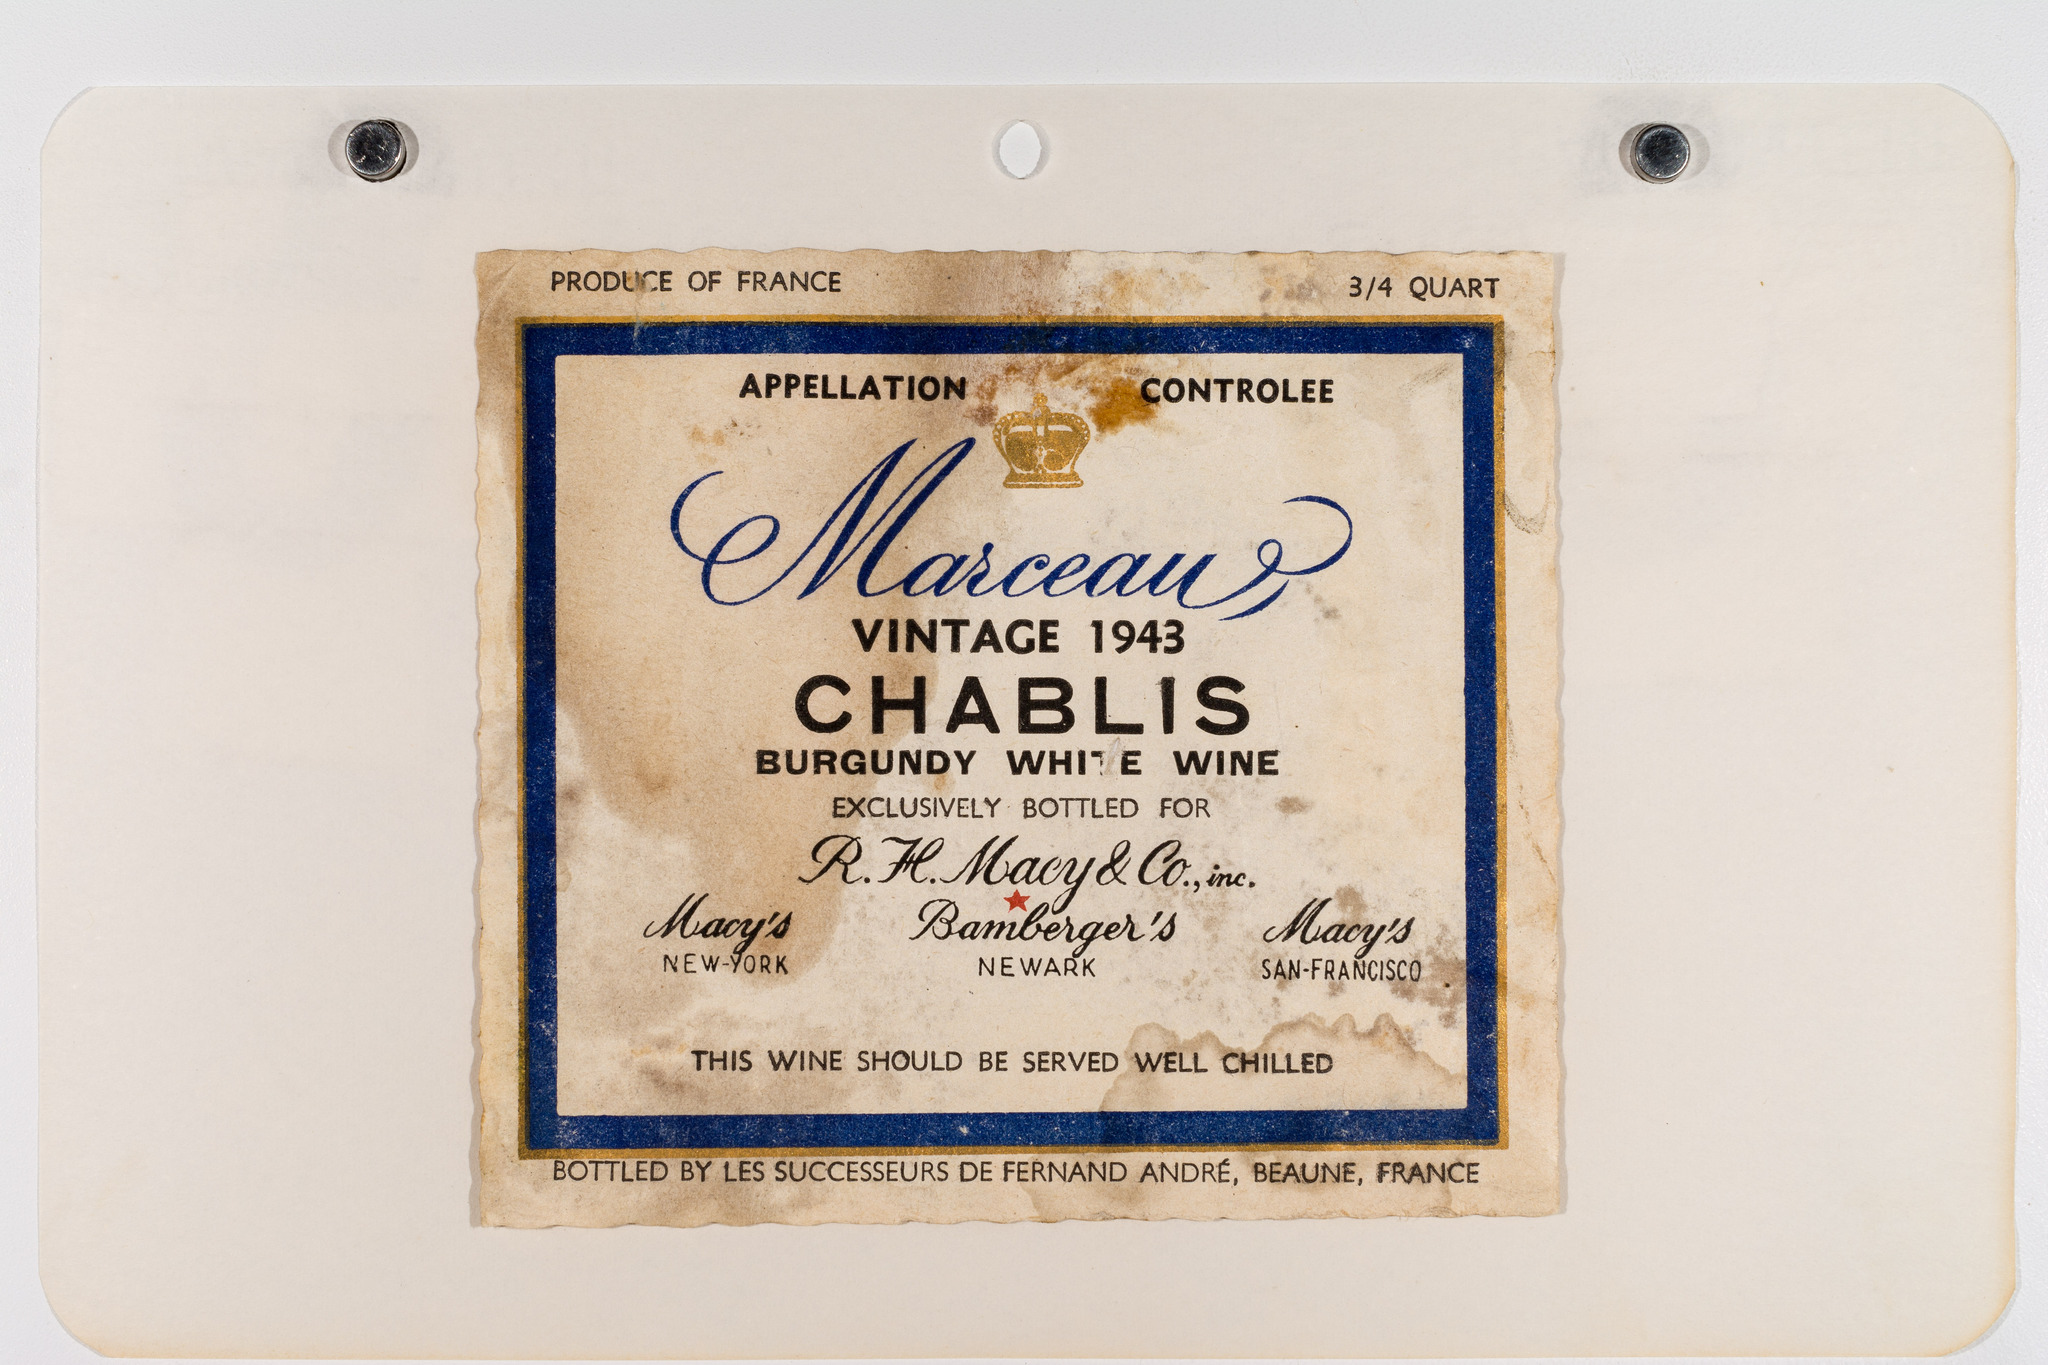 PRODUCE OF FRANCE 3/4 QUART
APPELLATION CONTROLEE
Marceau
VINTAGE 1943
CHABLIS
BURGUNDY WHITE WINE
EXCLUSIVELY BOTTLED FOR
R. H. Macy & Co., inc.
Macy's Bamberger's Macy's
NEW-YORK NEWARK SAN-FRANCISCO
THIS WINE SHOULD BE SERVED WELL CHILLED
BOTTLED BY LES SUCCESSEURS DE FERNAND ANDRÉ, BEAUNE, FRANCE